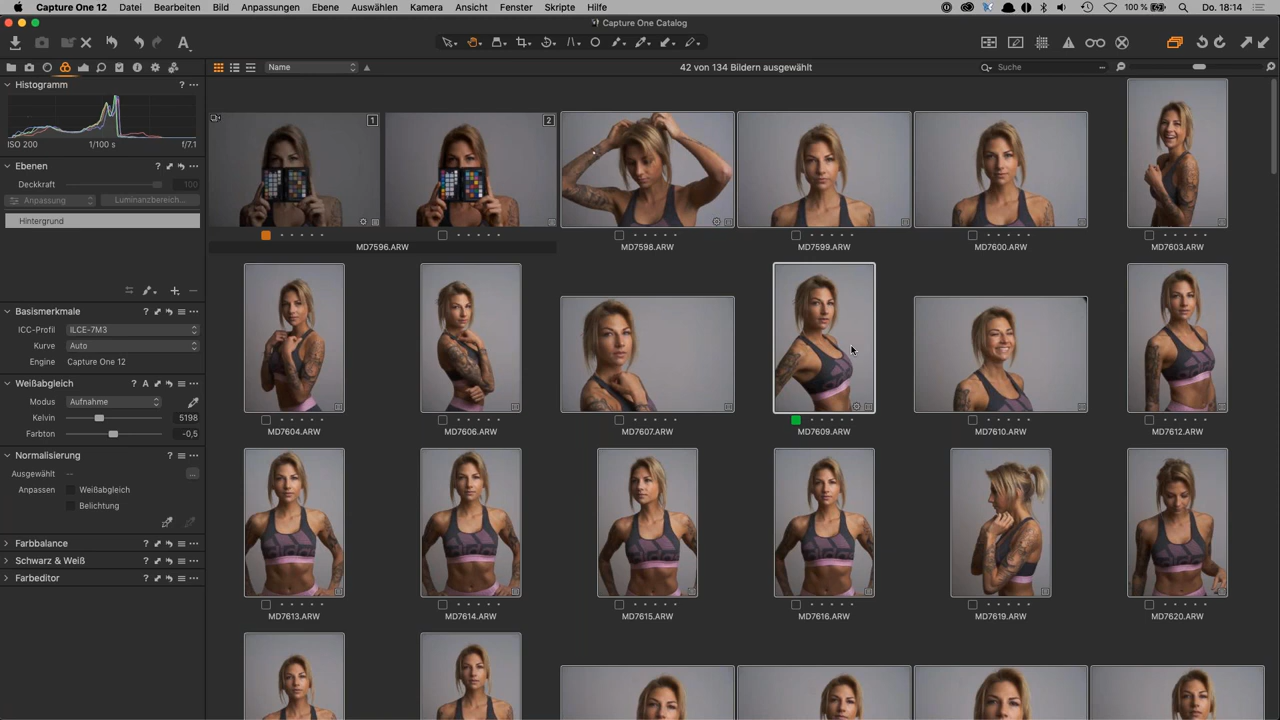 Capture One 12 Datei Bearbeiten Bild Anpassungen Ebene Auswählen Kamera Ansicht Fenster Skripte Hilfe 100 % Do. 18:14
Capture One Catalog
Name 42 von 134 Bildern ausgewählt Suche
Histogramm ?
ISO 200 1/100 s f/7.1
Ebenen ?
Deckkraft 100
Anpassung Luminanzbereich...
Hintergrund
Basismerkmale ?
ICC-Profil ILCE-7M3
Kurve Auto
Engine Capture One 12
Weißabgleich ? A
Modus Aufnahme
Kelvin 5198
Farbton -0,5
Normalisierung ?
Ausgewählt -- ...
Anpassen Weißabgleich
Belichtung
Farbbalance ?
Schwarz & Weiß ?
Farbeditor ?
1 2
MD7596.ARW MD7598.ARW MD7599.ARW MD7600.ARW MD7603.ARW
MD7604.ARW MD7606.ARW MD7607.ARW MD7609.ARW MD7610.ARW MD7612.ARW
MD7613.ARW MD7614.ARW MD7615.ARW MD7616.ARW MD7619.ARW MD7620.ARW